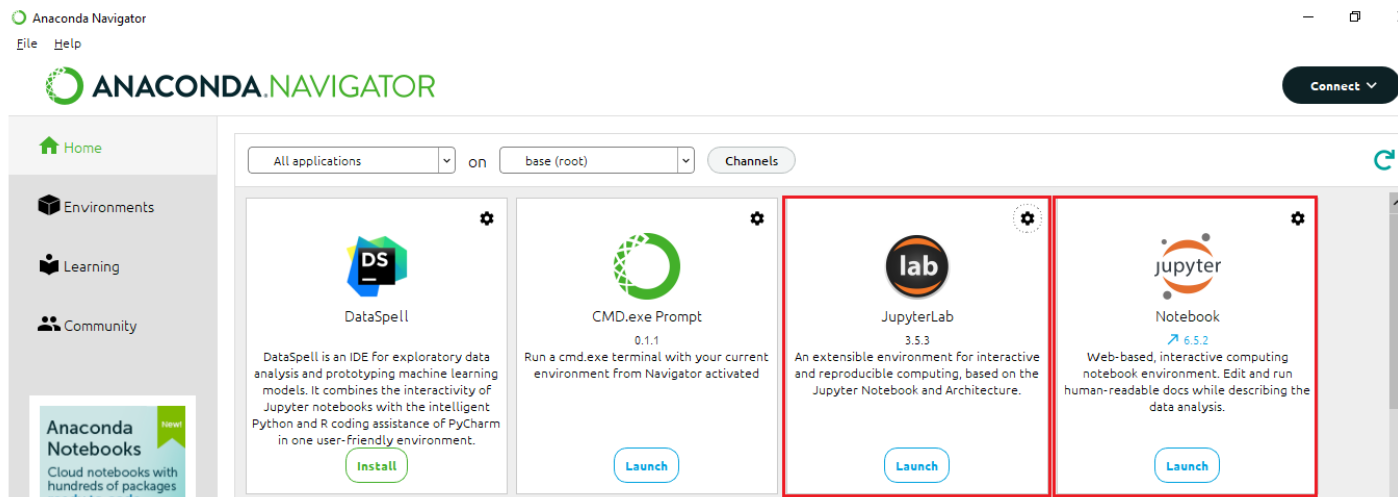 Anaconda Navigator
File Help
ANACONDA.NAVIGATOR
Connect
Home
Environments
Learning
Community
Anaconda
Notebooks
New!
Cloud notebooks with
hundreds of packages
All applications on base (root) Channels
DS
DataSpell
DataSpell is an IDE for exploratory data
analysis and prototyping machine learning
models. It combines the interactivity of
Jupyter notebooks with the intelligent
Python and R coding assistance of PyCharm
in one user-friendly environment.
Install
CMD.exe Prompt
0.1.1
Run a cmd.exe terminal with your current
environment from Navigator activated
Launch
lab
JupyterLab
3.5.3
An extensible environment for interactive
and reproducible computing, based on the
Jupyter Notebook and Architecture.
Launch
jupyter
Notebook
6.5.2
Web-based, interactive computing
notebook environment. Edit and run
human-readable docs while describing the
data analysis.
Launch